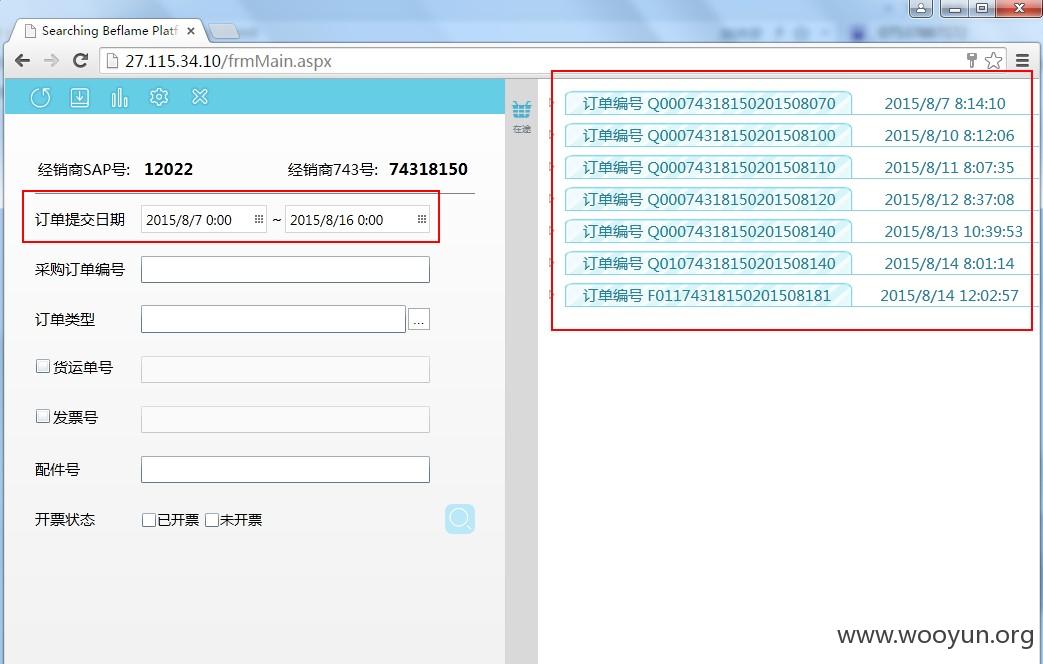 Searching Beflame Platf
27.115.34.10/frmMain.aspx
在途
经销商SAP号: 12022 经销商743号: 74318150
订单提交日期 2015/8/7 0:00 ~ 2015/8/16 0:00
采购订单编号
订单类型 ...
货运单号
发票号
配件号
开票状态 已开票 未开票
订单编号 Q00074318150201508070 2015/8/7 8:14:10
订单编号 Q00074318150201508100 2015/8/10 8:12:06
订单编号 Q00074318150201508110 2015/8/11 8:07:35
订单编号 Q00074318150201508120 2015/8/12 8:37:08
订单编号 Q00074318150201508140 2015/8/13 10:39:53
订单编号 Q01074318150201508140 2015/8/14 8:01:14
订单编号 F01174318150201508181 2015/8/14 12:02:57
www.wooyun.org